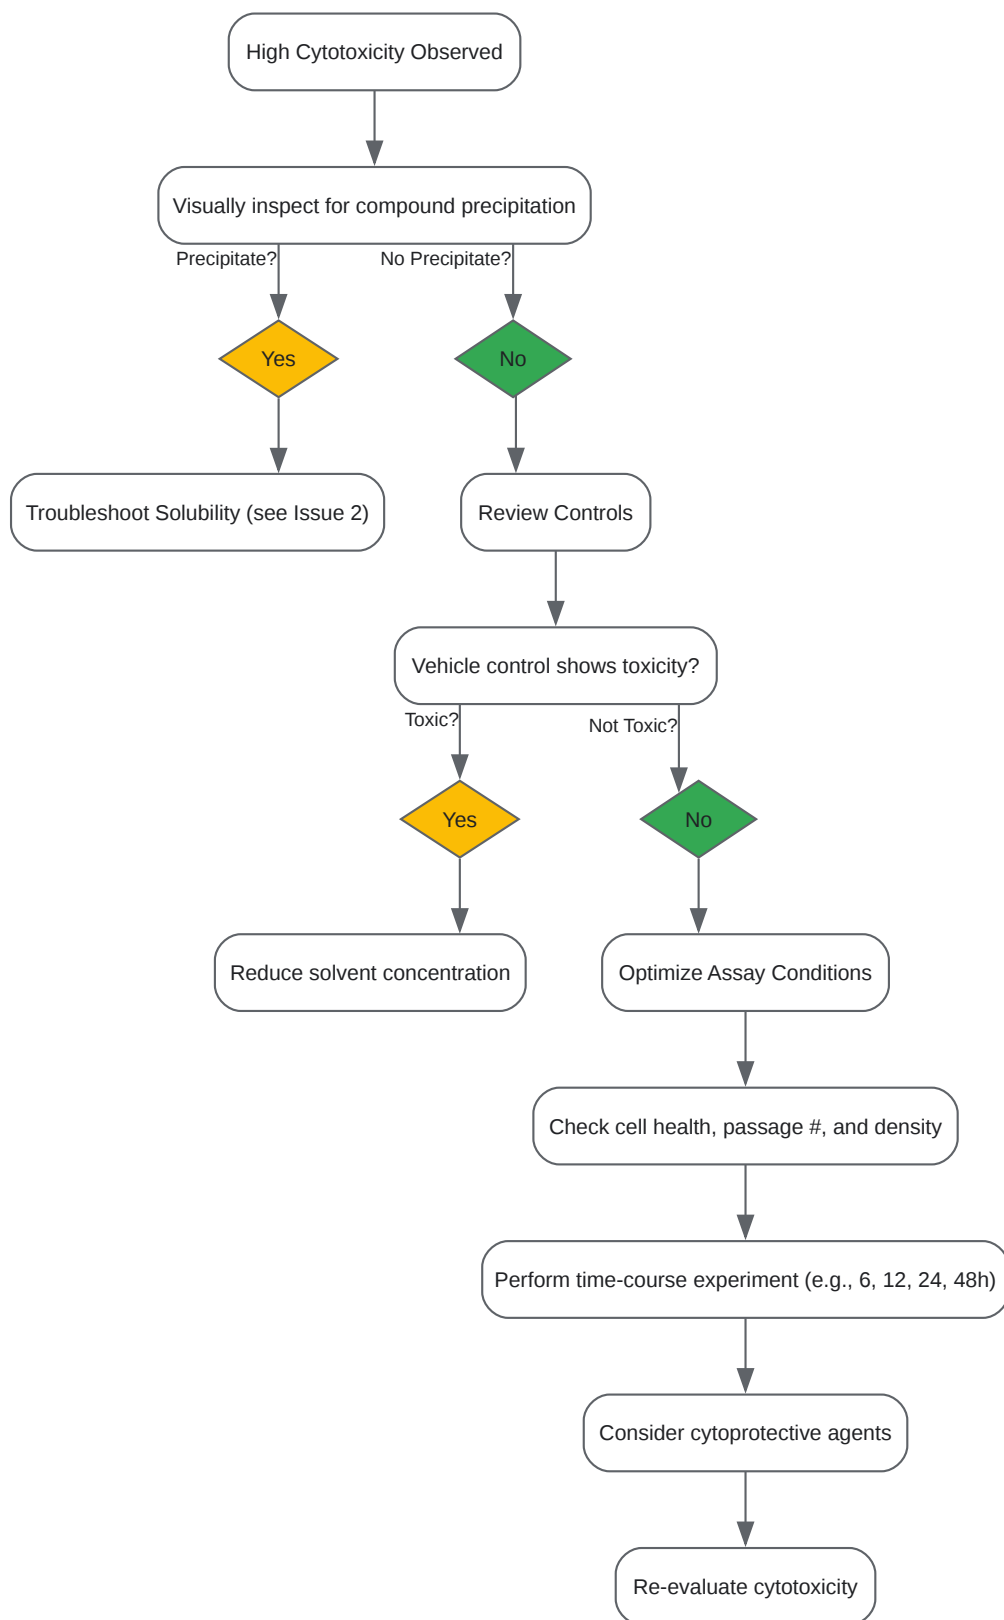 High Cytotoxicity Observed
Visually inspect for compound precipitation
Precipitate?
No Precipitate?
Yes
No
Troubleshoot Solubility (see Issue 2)
Review Controls
Vehicle control shows toxicity?
Toxic?
Not Toxic?
Yes
No
Reduce solvent concentration
Optimize Assay Conditions
Check cell health, passage #, and density
Perform time-course experiment (e.g., 6, 12, 24, 48h)
Consider cytoprotective agents
Re-evaluate cytotoxicity